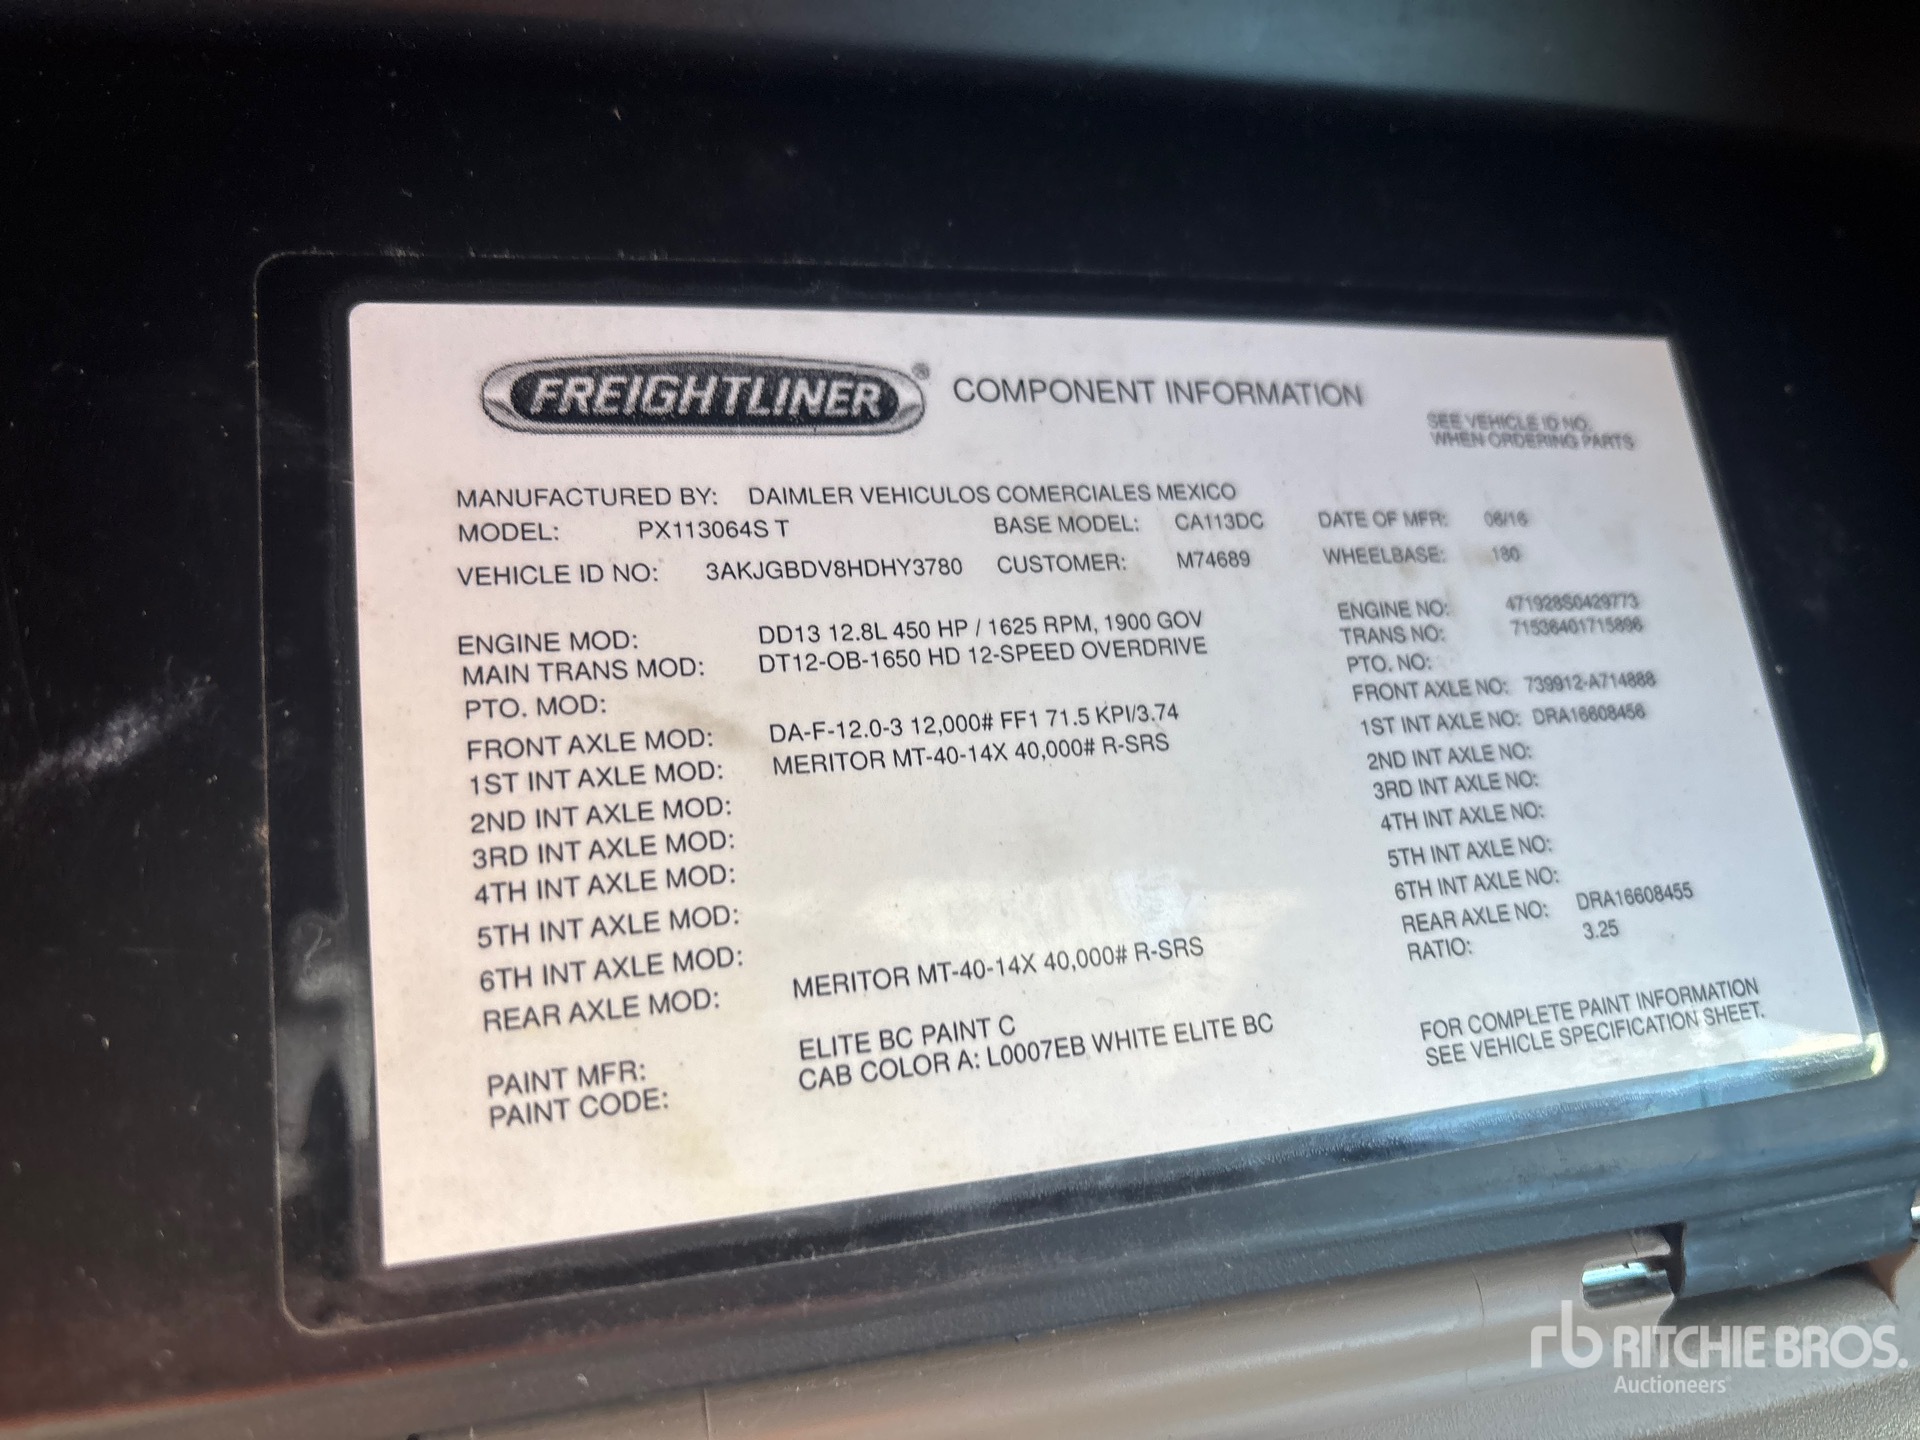 FREIGHTLINER® COMPONENT INFORMATION
SEE VEHICLE ID NO.
WHEN ORDERING PARTS
MANUFACTURED BY: DAIMLER VEHICULOS COMERCIALES MEXICO
MODEL: PX113064S T BASE MODEL: CA113DC DATE OF MFR: 06/16
VEHICLE ID NO: 3AKJGBDV8HDHY3780 CUSTOMER: M74689 WHEELBASE: 180
ENGINE MOD: DD13 12.8L 450 HP / 1625 RPM, 1900 GOV ENGINE NO: 471928S0429773
MAIN TRANS MOD: DT12-OB-1650 HD 12-SPEED OVERDRIVE TRANS NO: 71536401715896
PTO. MOD: PTO. NO:
FRONT AXLE MOD: DA-F-12.0-3 12,000# FF1 71.5 KPI/3.74 FRONT AXLE NO: 739912-A714888
1ST INT AXLE MOD: MERITOR MT-40-14X 40,000# R-SRS 1ST INT AXLE NO: DRA16608456
2ND INT AXLE MOD: 2ND INT AXLE NO:
3RD INT AXLE MOD: 3RD INT AXLE NO:
4TH INT AXLE MOD: 4TH INT AXLE NO:
5TH INT AXLE MOD: 5TH INT AXLE NO:
6TH INT AXLE MOD: 6TH INT AXLE NO:
REAR AXLE MOD: MERITOR MT-40-14X 40,000# R-SRS REAR AXLE NO: DRA16608455
RATIO: 3.25
PAINT MFR: ELITE BC PAINT C FOR COMPLETE PAINT INFORMATION
PAINT CODE: CAB COLOR A: L0007EB WHITE ELITE BC SEE VEHICLE SPECIFICATION SHEET.
rb RITCHIE BROS.
Auctioneers